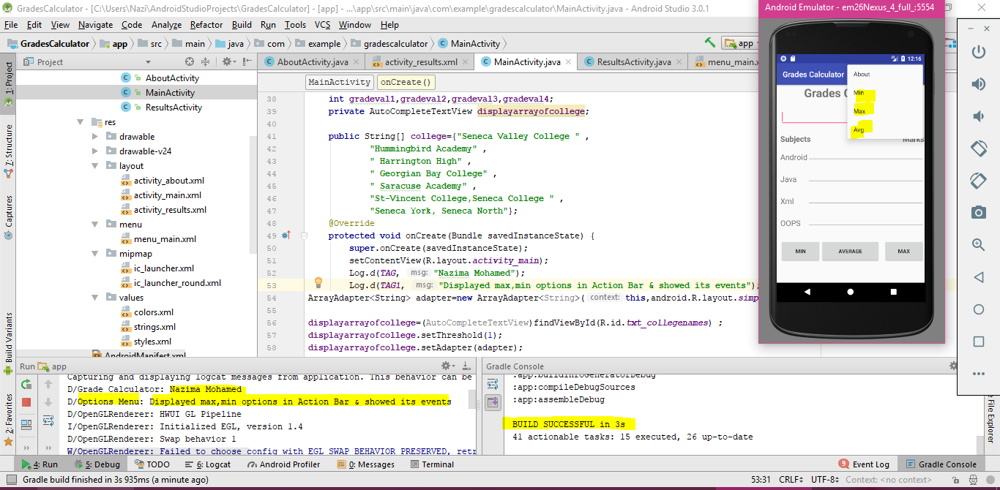 GradesCalculator - [C:\Users\Nazi\AndroidStudioProjects\GradesCalculator] - [app] - ...\app\src\main\java\com\example\gradescalculator\MainActivity.java - Android Studio 3.0.1
File Edit View Navigate Code Analyze Refactor Build Run Tools VCS Window Help
GradesCalculator app src main java com example gradescalculator MainActivity app
Project
AboutActivity.java activity_results.xml MainActivity.java ResultsActivity.java menu_main.x
1: Project
7: Structure
Captures
Build Variants
2: Favorites
AboutActivity
MainActivity
ResultsActivity
res
drawable
drawable-v24
layout
activity_about.xml
activity_main.xml
activity_results.xml
menu
menu_main.xml
mipmap
ic_launcher.xml
ic_launcher_round.xml
values
colors.xml
strings.xml
styles.xml
AndroidManifest.xml
MainActivity onCreate()
38 int gradeval1,gradeval2,gradeval3,gradeval4;
39 private AutoCompleteTextView displayarrayofcollege;
40
41 public String[] college={"Seneca Valley College " ,
42 "Hummingbird Academy" ,
43 " Harrington High" ,
44 " Georgian Bay College" ,
45 " Saracuse Academy" ,
46 "St-Vincent College,Seneca College " ,
47 "Seneca York, Seneca North"};
48 @Override
49 protected void onCreate(Bundle savedInstanceState) {
50 super.onCreate(savedInstanceState);
51 setContentView(R.layout.activity_main);
52 Log.d(TAG, msg: "Nazima Mohamed");
53 Log.d(TAG1, msg: "Displayed max,min options in Action Bar & showed its events");
54 ArrayAdapter<String> adapter=new ArrayAdapter<String>( context: this,android.R.layout.simp
55
56 displayarrayofcollege=(AutoCompleteTextView)findViewById(R.id.txt_collegenames) ;
57 displayarrayofcollege.setThreshold(1);
58 displayarrayofcollege.setAdapter(adapter);
Android Emulator - em26Nexus_4_full_:5554
12:16
Grades Calculator
About
Min
Max
Avg
Grades C
Subjects Marks
Android
Java
Xml
OOPS
MIN AVERAGE MAX
Run app
Capturing and displaying logcat messages from application. This behavior can be
D/Grade Calculator: Nazima Mohamed
D/Options Menu: Displayed max,min options in Action Bar & showed its events
D/OpenGLRenderer: HWUI GL Pipeline
I/OpenGLRenderer: Initialized EGL, version 1.4
D/OpenGLRenderer: Swap behavior 1
W/OpenGLRenderer: Failed to choose config with EGL_SWAP_BEHAVIOR_PRESERVED, retr
Gradle Console
:app:buildInfoGeneratorDebug
:app:compileDebugSources
:app:assembleDebug
BUILD SUCCESSFUL in 3s
41 actionable tasks: 15 executed, 26 up-to-date
e File Explorer
4: Run 5: Debug TODO 6: Logcat Android Profiler 0: Messages Terminal 9 Event Log Gradle Console
Gradle build finished in 3s 935ms (a minute ago) 53:31 CRLF UTF-8 Context: <no context>